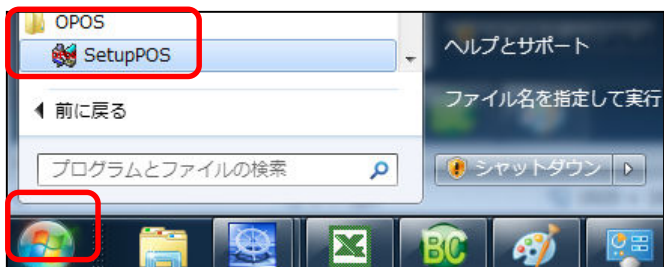 OPOS
SetupPOS
前に戻る
プログラムとファイルの検索
ヘルプとサポート
ファイル名を指定して実行
シャットダウン
BC